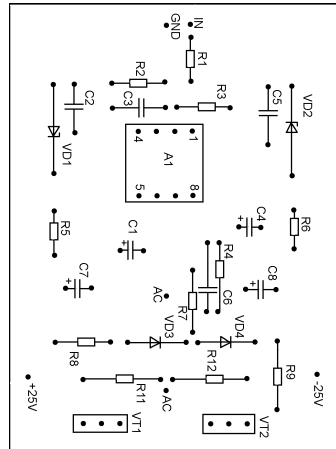 IN
GND
R1
R2
R3
C3
C2
C5
VD2
VD1
4
1
A1
5
8
R5
C1
C4
R6
R4
C7
AC
C6
C8
R7
VD3
VD4
R8
R12
R9
+25V
R11
AC
-25V
VT1
VT2